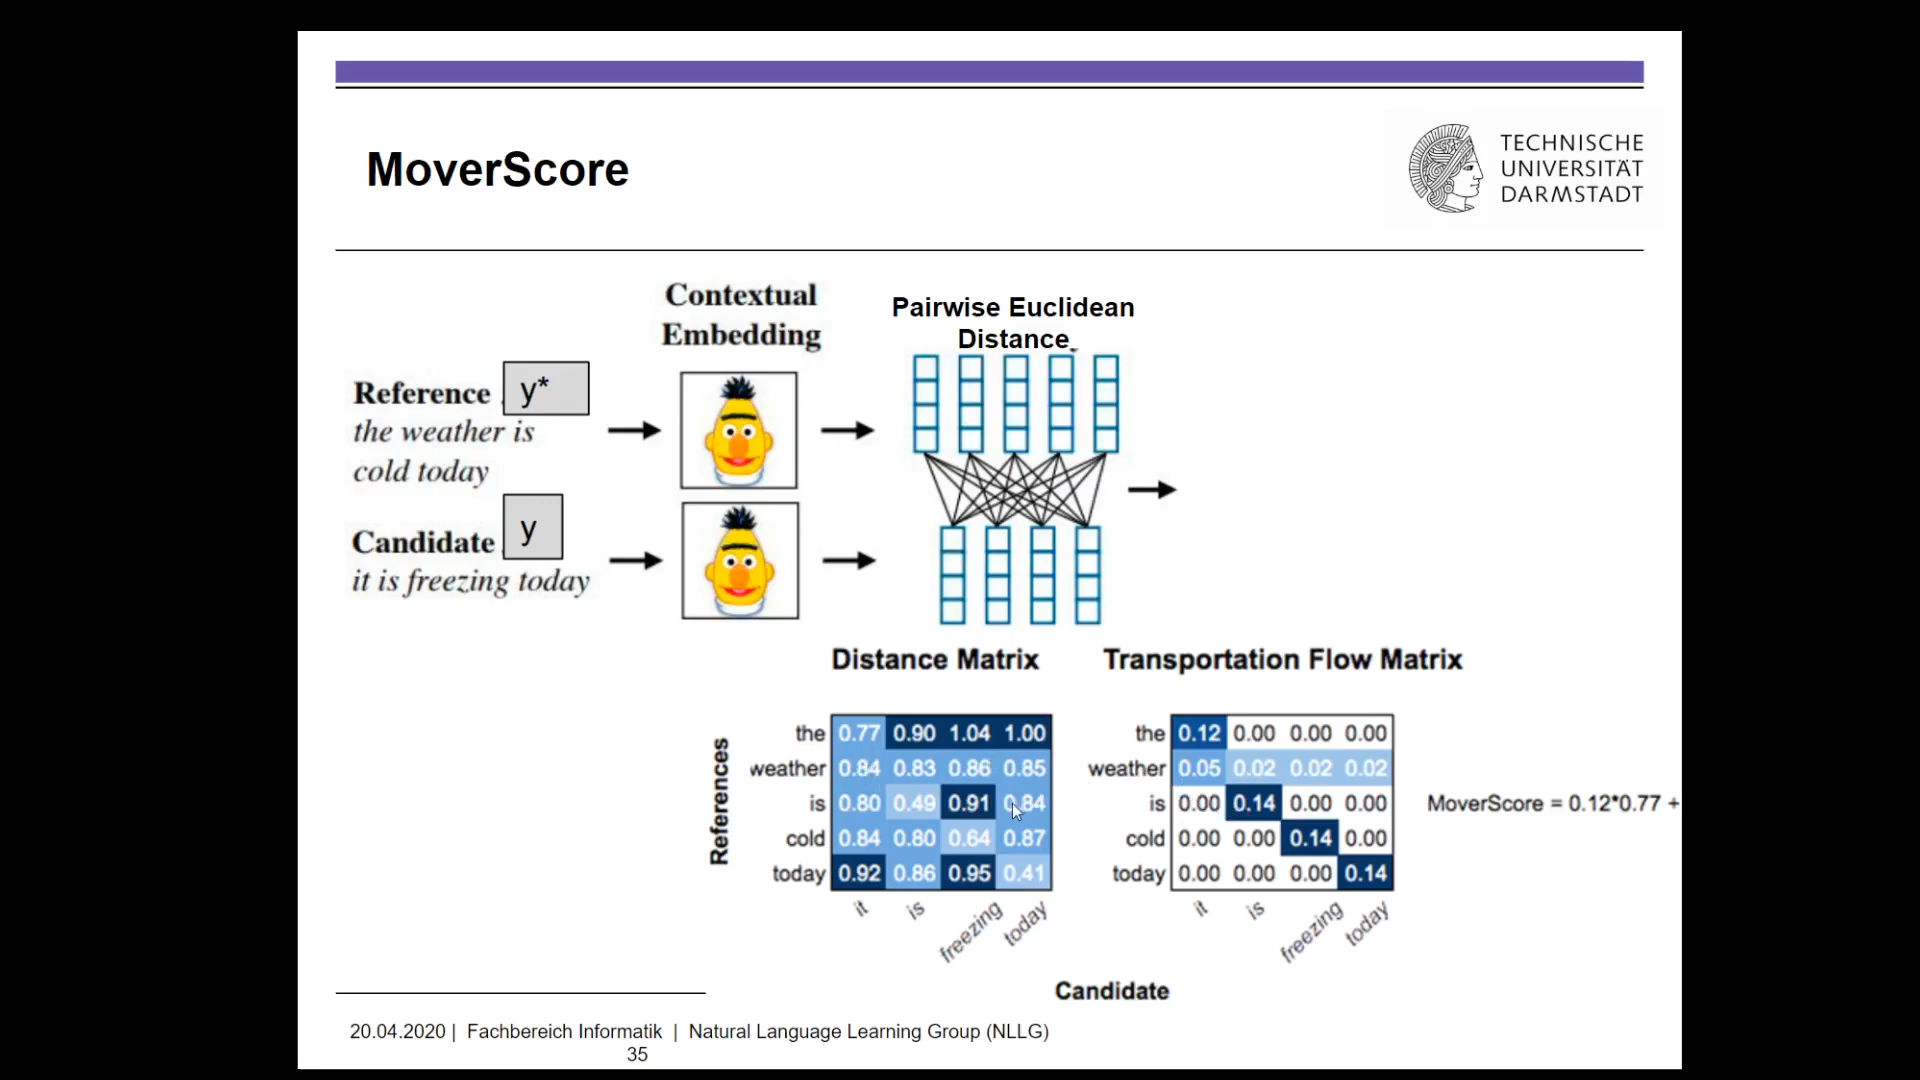 MoverScore
TECHNISCHE
UNIVERSITÄT
DARMSTADT
Contextual
Embedding
Pairwise Euclidean
Distance
Reference y*
the weather is
cold today
Candidate y
it is freezing today
Distance Matrix
References
the 0.77 0.90 1.04 1.00
weather 0.84 0.83 0.86 0.85
is 0.80 0.49 0.91 0.84
cold 0.84 0.80 0.64 0.87
today 0.92 0.86 0.95 0.41
it is freezing today
Transportation Flow Matrix
the 0.12 0.00 0.00 0.00
weather 0.05 0.02 0.02 0.02
is 0.00 0.14 0.00 0.00
cold 0.00 0.00 0.14 0.00
today 0.00 0.00 0.00 0.14
it is freezing today
MoverScore = 0.12*0.77 +
Candidate
20.04.2020 | Fachbereich Informatik | Natural Language Learning Group (NLLG)
35